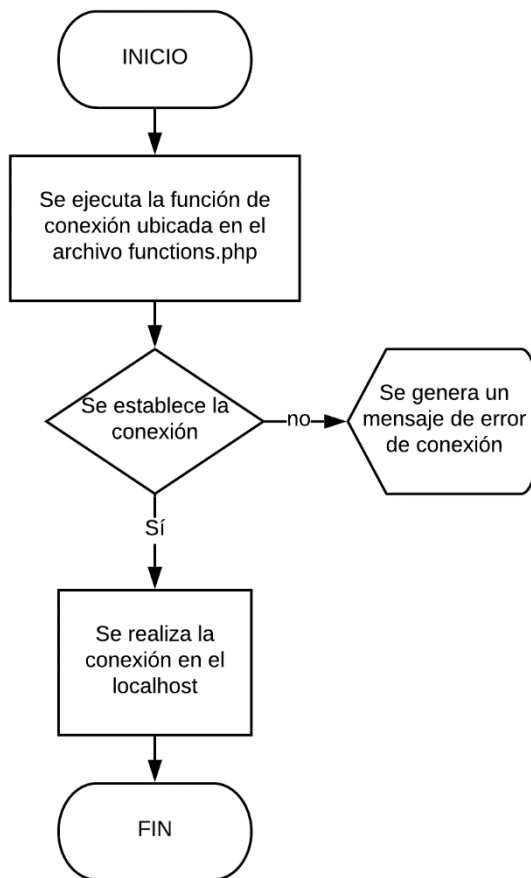 INICIO
Se ejecuta la función de
conexión ubicada en el
archivo functions.php
Se establece la
conexión
no
Se genera un
mensaje de error
de conexión
Sí
Se realiza la
conexión en el
localhost
FIN